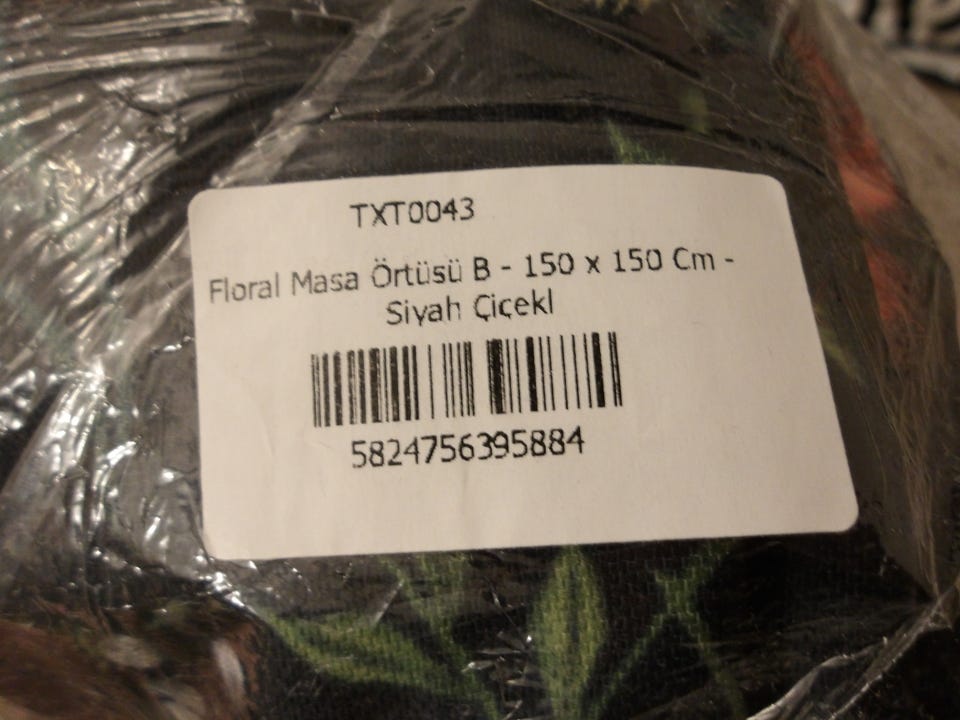 TXT0043
Floral Masa Örtüsü B - 150 x 150 Cm -
Siyah Çiçekl
5824756395884